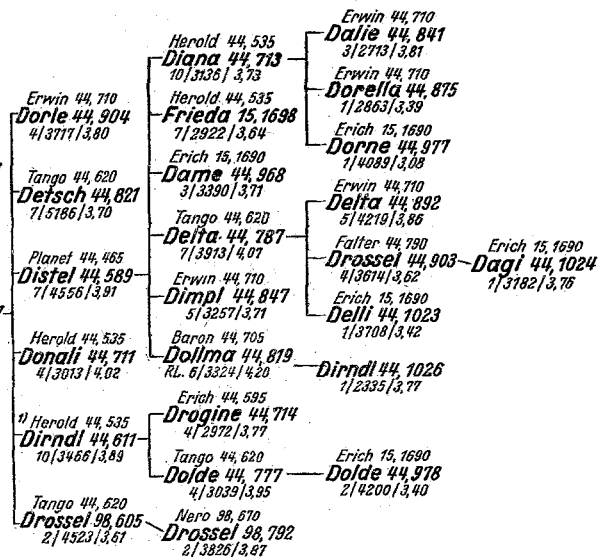 Erwin 44, 710
Dorle 44, 904
4/3717/3,80
Tango 44, 620
Detsch 44, 821
7/5186/3,70
Planet 44, 465
Distel 44, 589
7/4556/3,91
Herold 44, 535
Donali 44, 711
4/3013/4,02
1) Herold 44, 535
Dirndl 44, 611
10/3466/3,89
Tango 44, 620
Drossel 98, 605
2/4523/3,61
Herold 44, 535
Diana 44, 713
10/3136/3,73
Herold 44, 535
Frieda 15, 1698
7/2922/3,64
Erich 15, 1690
Dame 44, 968
3/3390/3,71
Tango 44, 620
Delta 44, 787
7/3913/4,07
Erwin 44, 710
Dimpl 44, 847
5/3257/3,71
Baron 44, 705
Dollma 44, 819
RL. 6/3324/4,20
Erich 44, 595
Drogine 44, 714
4/2972/3,77
Tango 44, 620
Dolde 44, 777
4/3039/3,95
Nero 98, 670
Drossel 98, 792
2/3826/3,87
Erwin 44, 710
Dalie 44, 841
3/2713/3,81
Erwin 44, 710
Dorella 44, 875
1/2863/3,39
Erich 15, 1690
Dorne 44, 977
1/4089/3,08
Erwin 44, 710
Delta 44, 892
5/4219/3,86
Falter 44, 790
Drossel 44, 903
4/3614/3,62
Erich 15, 1690
Delli 44, 1023
1/3708/3,42
Dirndl 44, 1026
1/2335/3,77
Erich 15, 1690
Dolde 44, 978
2/4200/3,40
Erich 15, 1690
Dagi 44, 1024
1/3182/3,76